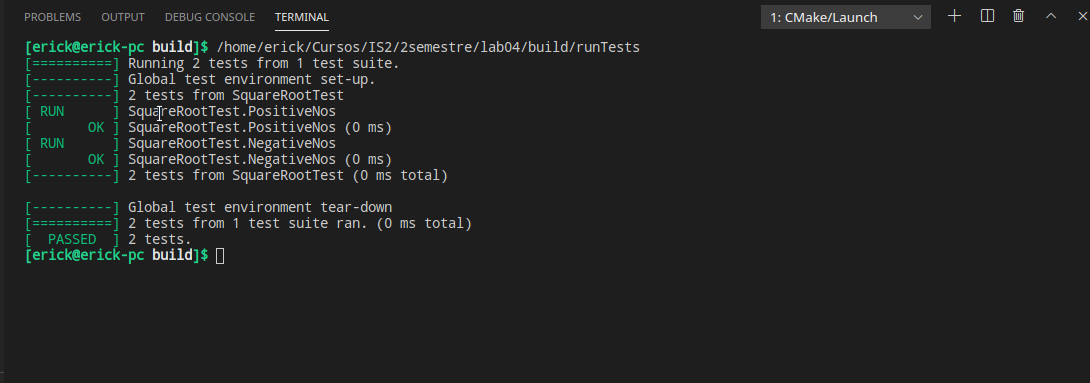 PROBLEMS OUTPUT DEBUG CONSOLE TERMINAL 1: CMake/Launch
[erick@erick-pc build]$ /home/erick/Cursos/IS2/2semestre/lab04/build/runTests
[==========] Running 2 tests from 1 test suite.
[----------] Global test environment set-up.
[----------] 2 tests from SquareRootTest
[ RUN      ] SquareRootTest.PositiveNos
[       OK ] SquareRootTest.PositiveNos (0 ms)
[ RUN      ] SquareRootTest.NegativeNos
[       OK ] SquareRootTest.NegativeNos (0 ms)
[----------] 2 tests from SquareRootTest (0 ms total)
[----------] Global test environment tear-down
[==========] 2 tests from 1 test suite ran. (0 ms total)
[  PASSED  ] 2 tests.
[erick@erick-pc build]$